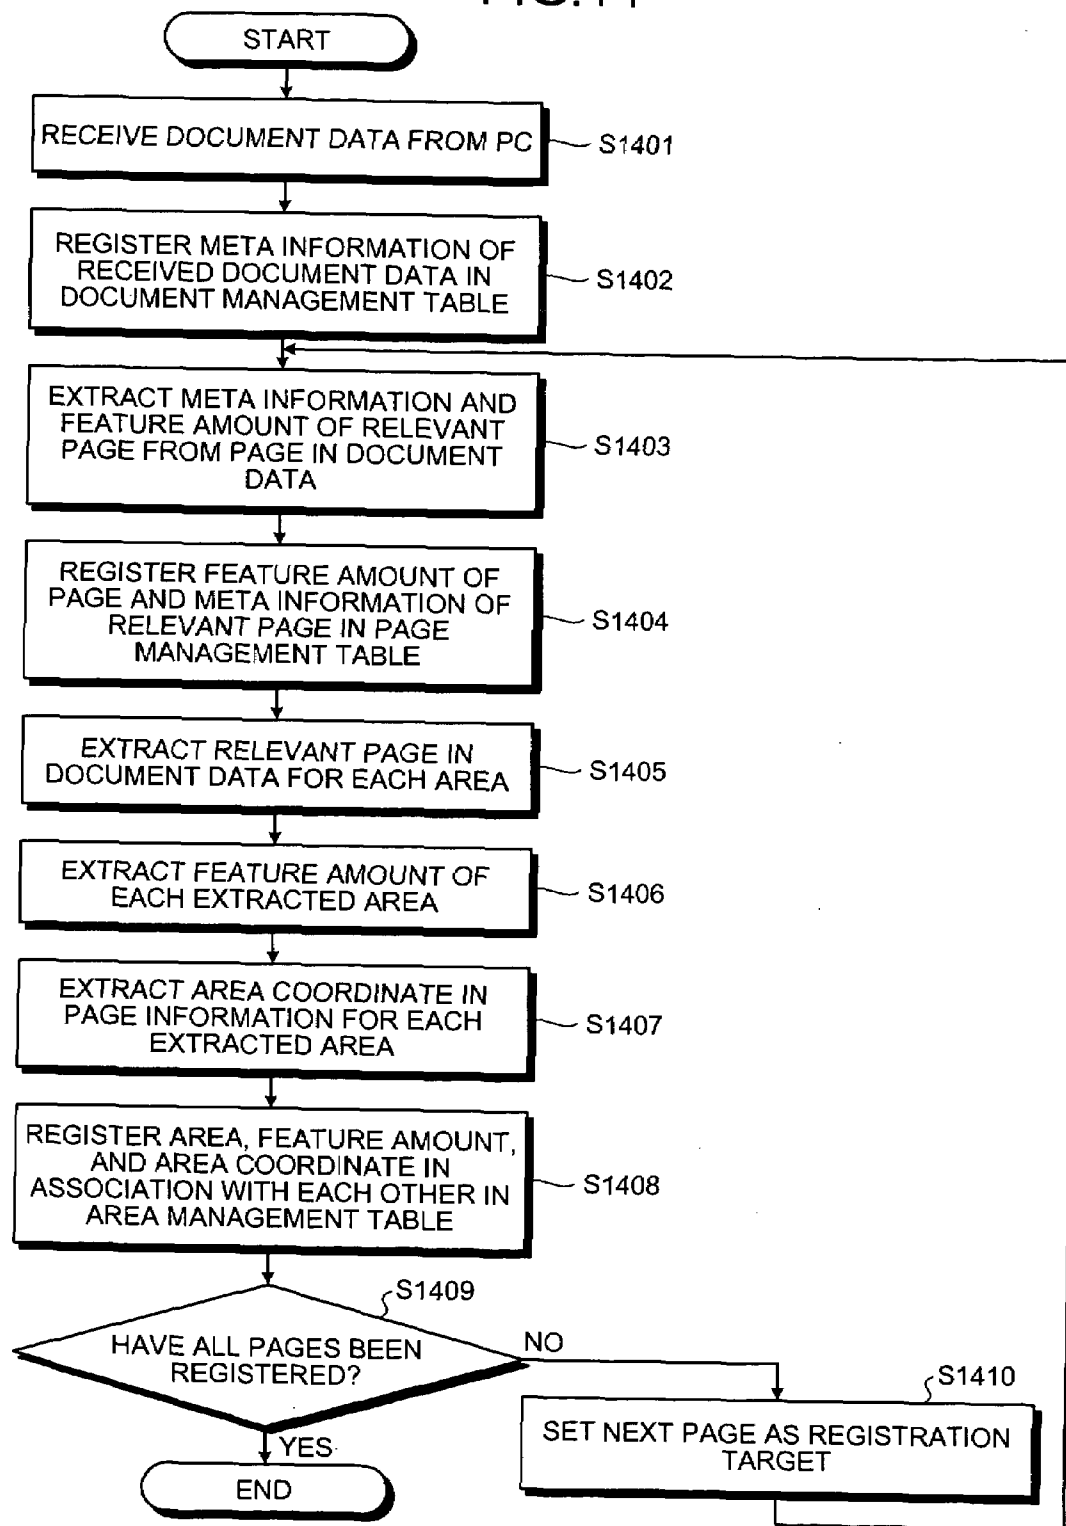 START
RECEIVE DOCUMENT DATA FROM PC
S1401
REGISTER META INFORMATION OF
RECEIVED DOCUMENT DATA IN
DOCUMENT MANAGEMENT TABLE
S1402
EXTRACT META INFORMATION AND
FEATURE AMOUNT OF RELEVANT
PAGE FROM PAGE IN DOCUMENT
DATA
S1403
REGISTER FEATURE AMOUNT OF
PAGE AND META INFORMATION OF
RELEVANT PAGE IN PAGE
MANAGEMENT TABLE
S1404
EXTRACT RELEVANT PAGE IN
DOCUMENT DATA FOR EACH AREA
S1405
EXTRACT FEATURE AMOUNT OF
EACH EXTRACTED AREA
S1406
EXTRACT AREA COORDINATE IN
PAGE INFORMATION FOR EACH
EXTRACTED AREA
S1407
REGISTER AREA, FEATURE AMOUNT,
AND AREA COORDINATE IN
ASSOCIATION WITH EACH OTHER IN
AREA MANAGEMENT TABLE
S1408
S1409
HAVE ALL PAGES BEEN
REGISTERED?
NO
S1410
SET NEXT PAGE AS REGISTRATION
TARGET
YES
END